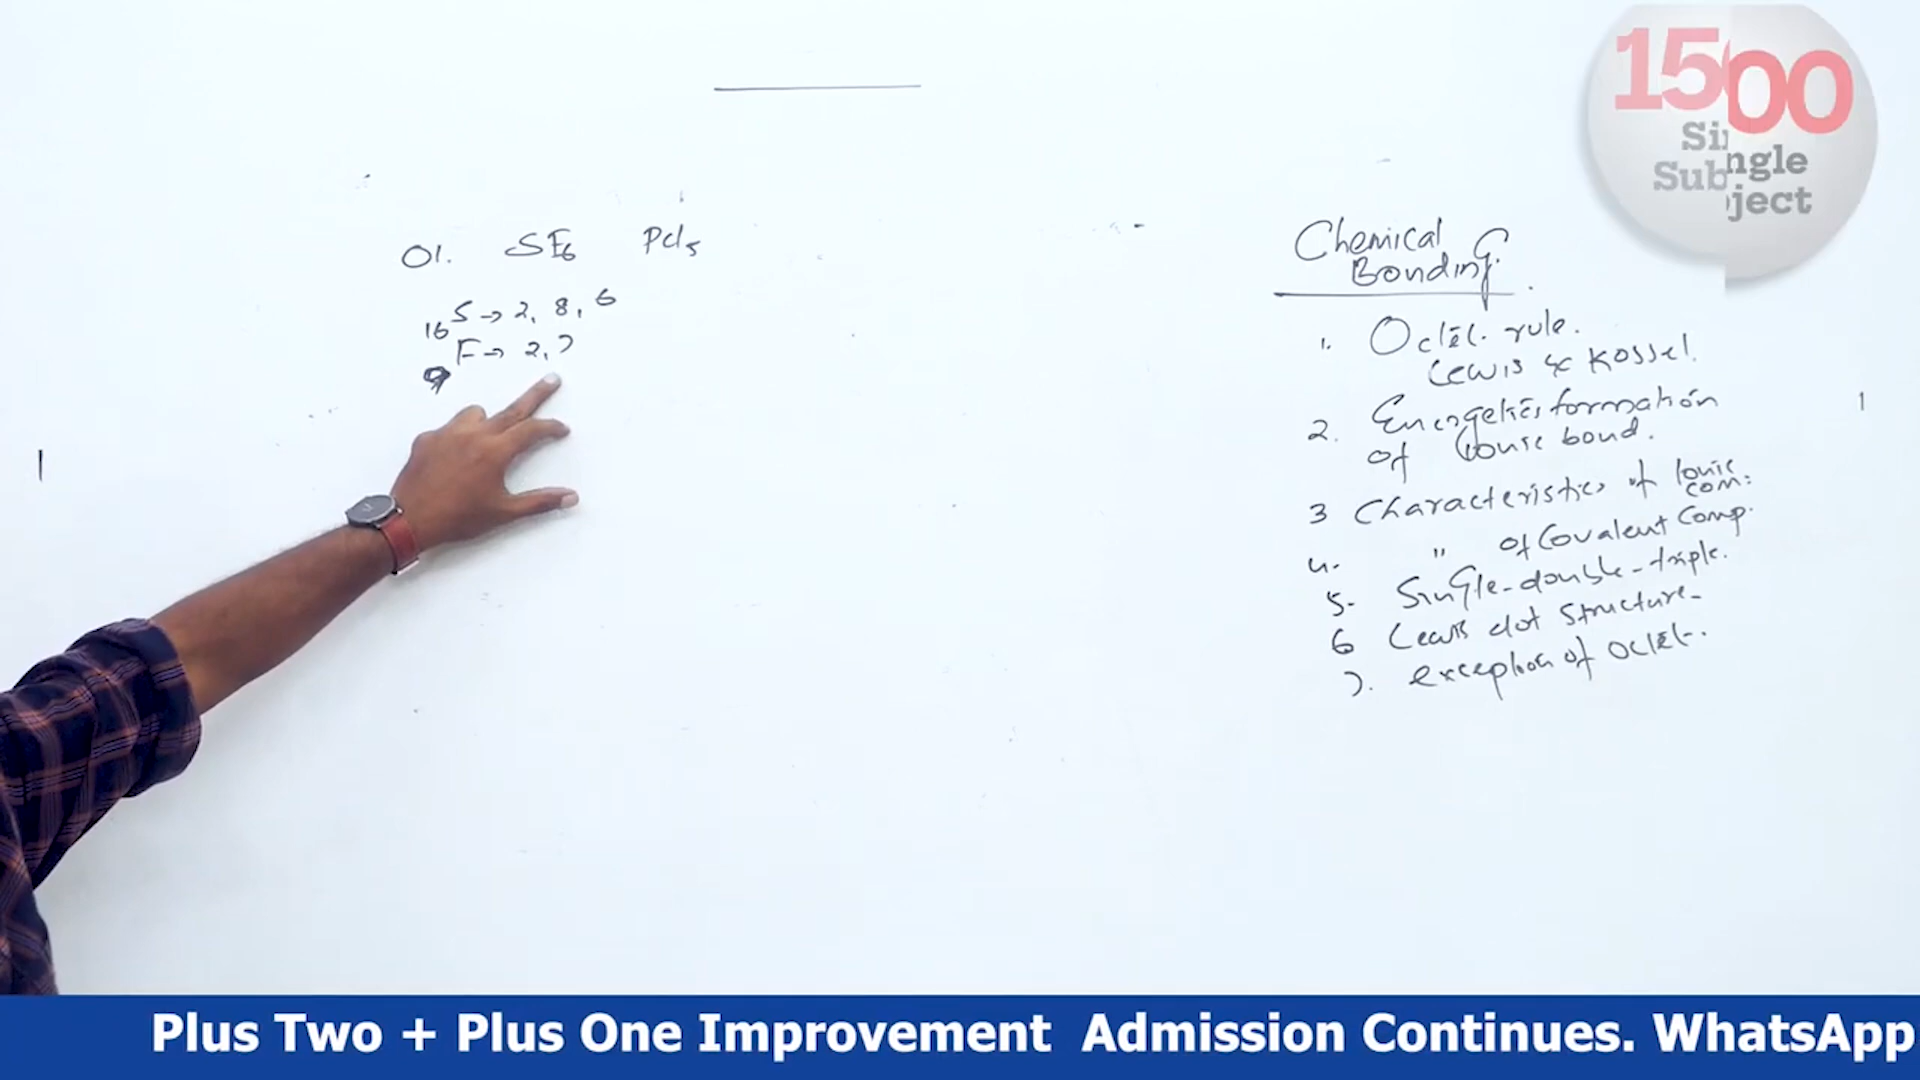 1500
Single
Subject
01. SF6 PCl5
16 S → 2, 8, 6
9 F → 2, 7
Chemical
Bonding.
1. Octet. rule.
Lewis & Kossel.
2. Energetics formation
of Ionic bond.
3 Characteristics of Ionic
com:
4. " of Covalent Comp.
5. Single-double-triple.
6 Lewis dot structure-
7. exception of octet.
Plus Two + Plus One Improvement Admission Continues. WhatsApp